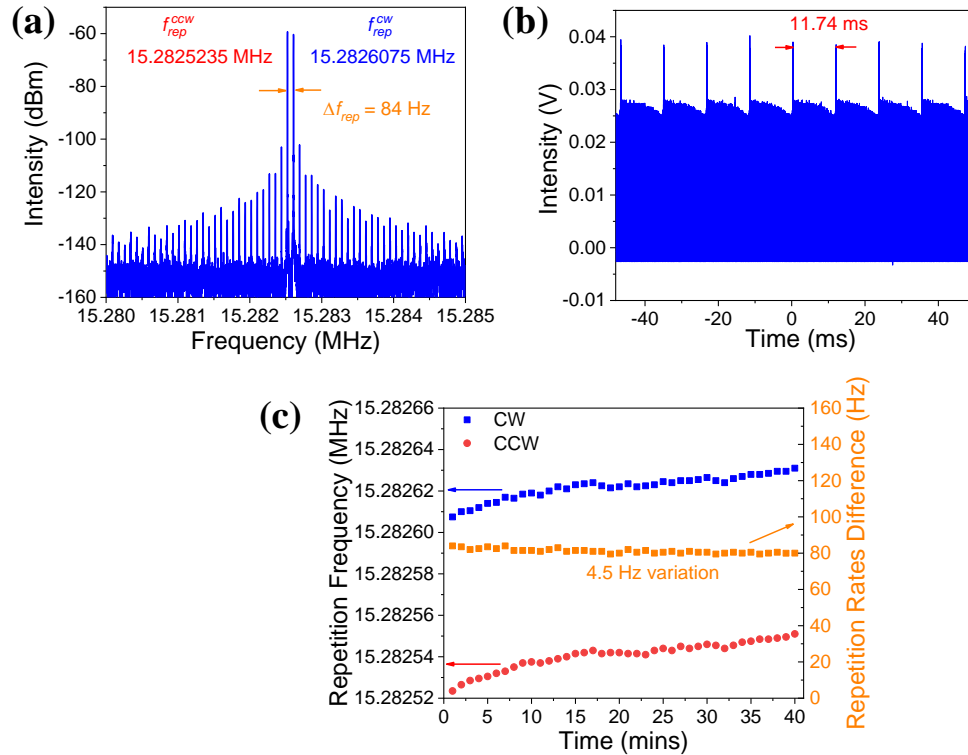 (a)
f_rep^ccw
15.2825235 MHz
f_rep^cw
15.2826075 MHz
Δf_rep = 84 Hz
-60
-80
-100
-120
-140
-160
Intensity (dBm)
15.280 15.281 15.282 15.283 15.284 15.285
Frequency (MHz)
(b)
11.74 ms
0.04
0.03
0.02
0.01
0.00
-0.01
Intensity (V)
-40 -20 0 20 40
Time (ms)
(c)
CW
CCW
15.28266
15.28264
15.28262
15.28260
15.28258
15.28256
15.28254
15.28252
Repetition Frequency (MHz)
4.5 Hz variation
160
140
120
100
80
60
40
20
0
Repetition Rates Difference (Hz)
0 5 10 15 20 25 30 35 40
Time (mins)